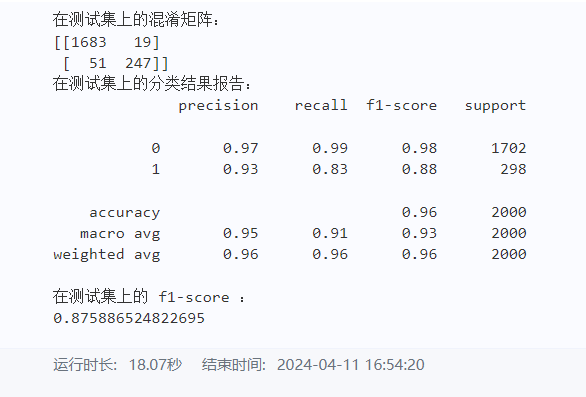 在测试集上的混淆矩阵：
[[1683   19]
 [  51  247]]
在测试集上的分类结果报告：
              precision    recall  f1-score   support
           0       0.97      0.99      0.98      1702
           1       0.93      0.83      0.88       298
    accuracy                           0.96      2000
   macro avg       0.95      0.91      0.93      2000
weighted avg       0.96      0.96      0.96      2000
在测试集上的 f1-score ：
0.875886524822695
运行时长: 18.07秒 结束时间: 2024-04-11 16:54:20